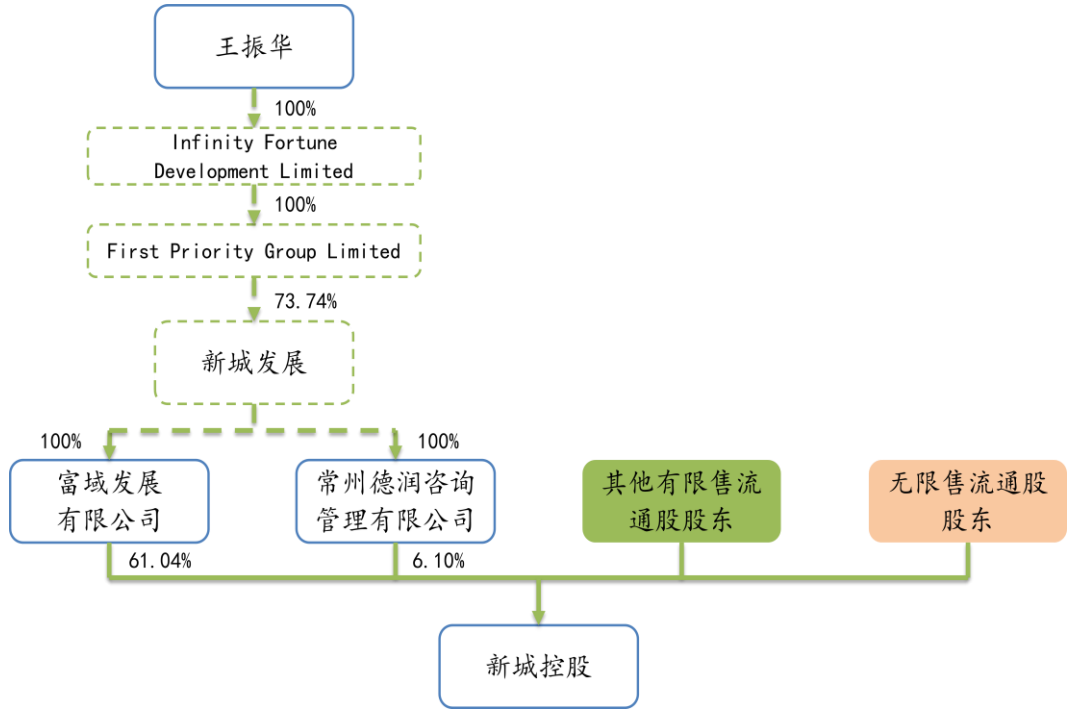 王振华
100%
Infinity Fortune
Development Limited
100%
First Priority Group Limited
73.74%
新城发展
100%
100%
富域发展
有限公司
常州德润咨询
管理有限公司
其他有限售流
通股股东
无限售流通股
股东
61.04%
6.10%
新城控股